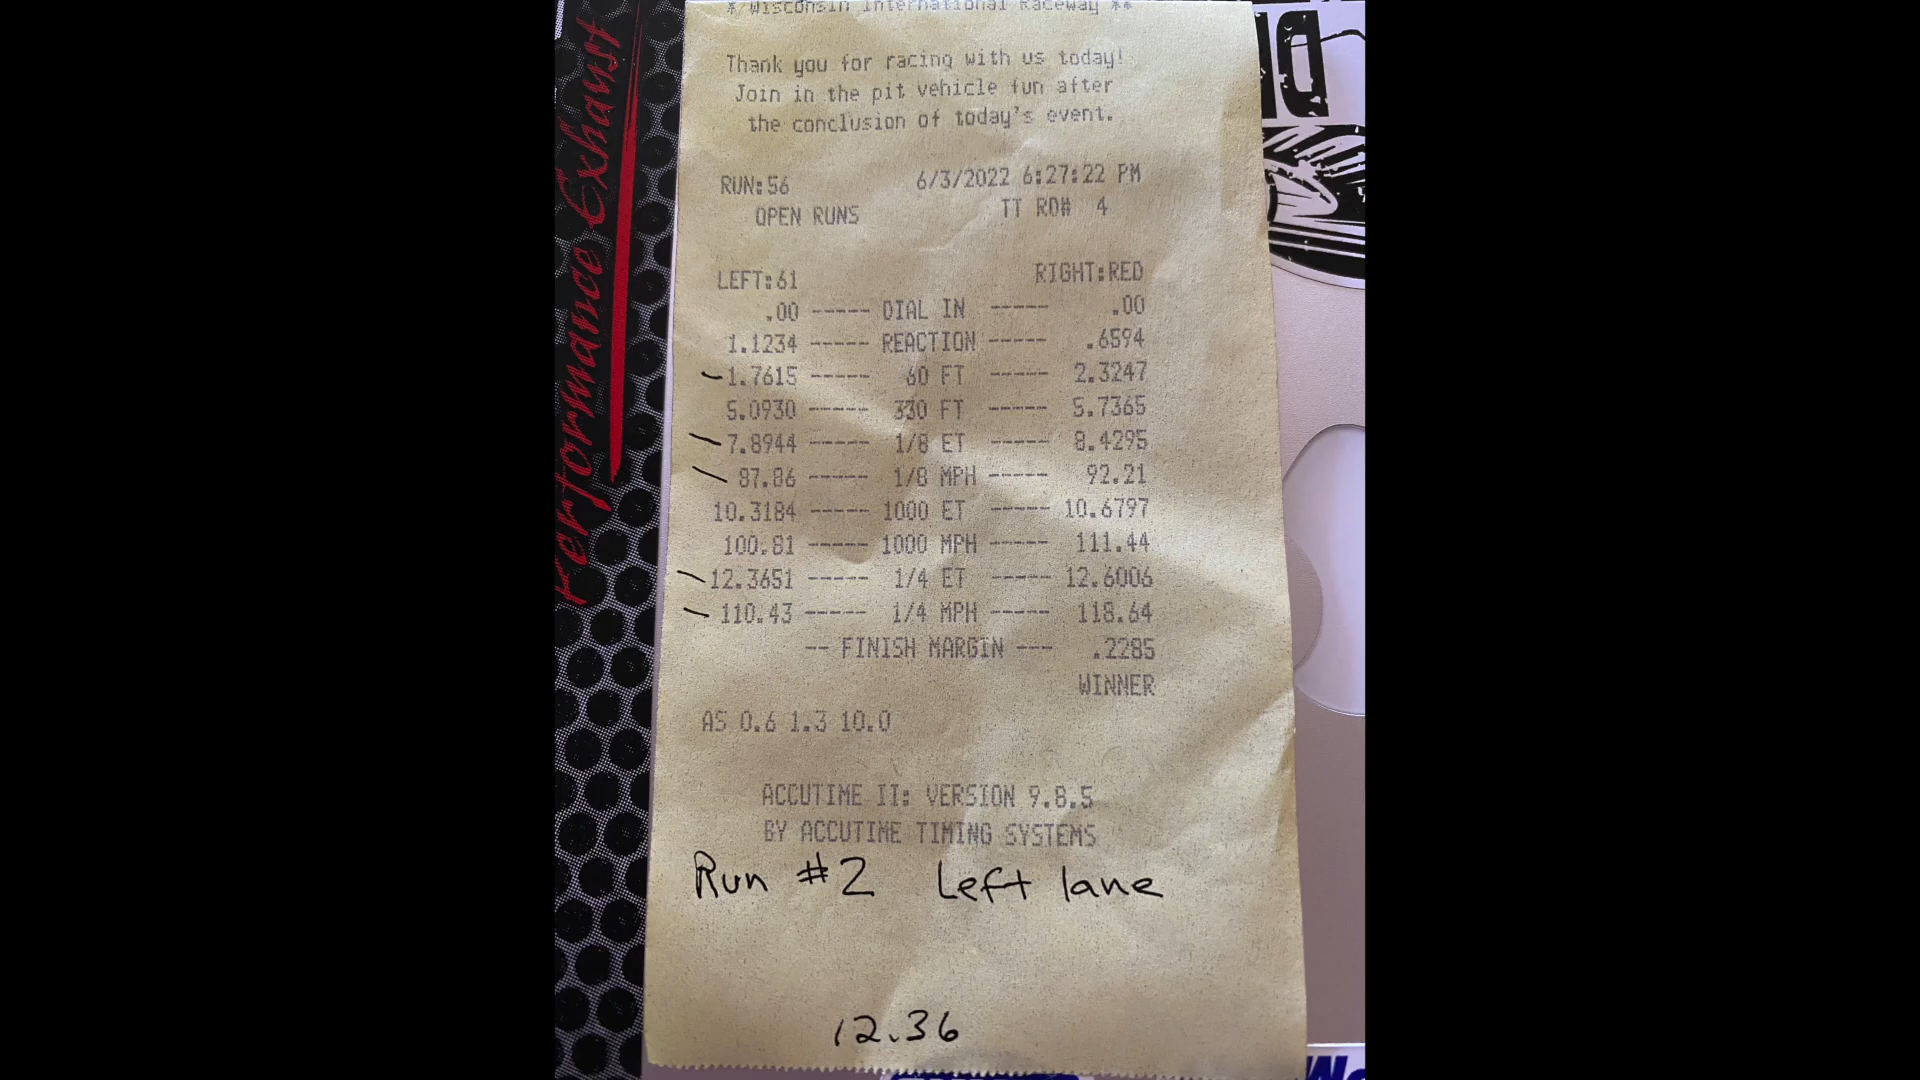 * Wisconsin International Raceway **
Thank you for racing with us today!
Join in the pit vehicle fun after
the conclusion of today's event.
RUN:56 6/3/2022 6:27:22 PM
OPEN RUNS TT RD# 4
LEFT:61 RIGHT:RED
.00 ----- DIAL IN ----- .00
1.1234 ----- REACTION ----- .6594
1.7615 ----- 60 FT ----- 2.3247
5.0930 ----- 330 FT ----- 5.7365
7.8944 ----- 1/8 ET ----- 8.4295
87.86 ----- 1/8 MPH ----- 92.21
10.3184 ----- 1000 ET ----- 10.6797
100.81 ----- 1000 MPH ----- 111.44
12.3651 ----- 1/4 ET ----- 12.6006
110.43 ----- 1/4 MPH ----- 118.64
-- FINISH MARGIN --- .2285
WINNER
AS 0.6 1.3 10.0
ACCUTIME II: VERSION 9.8.5
BY ACCUTIME TIMING SYSTEMS
Run #2 Left lane
12.36
Performance Exhaust